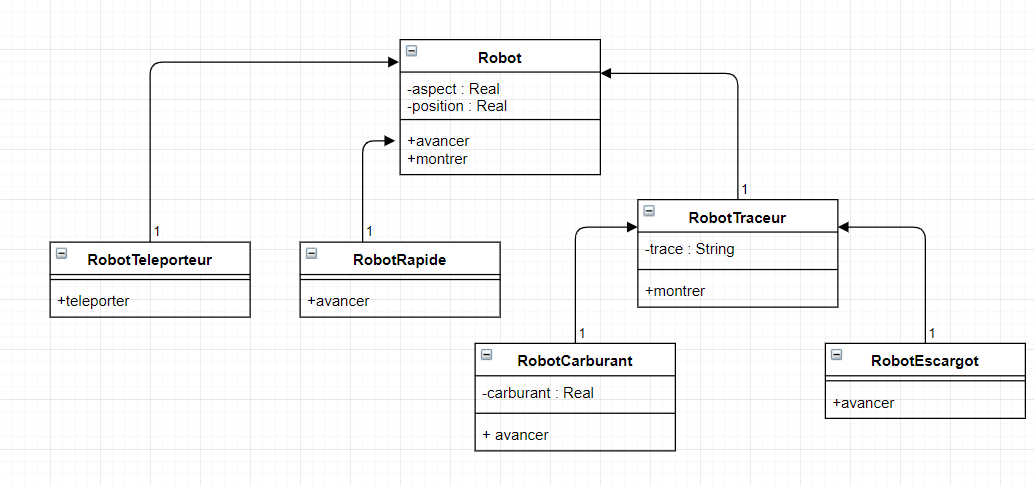 Robot
-aspect : Real
-position : Real
+avancer
+montrer
1
RobotTraceur
-trace : String
+montrer
1
RobotTeleporteur
+teleporter
1
RobotRapide
+avancer
1
RobotCarburant
-carburant : Real
+ avancer
1
RobotEscargot
+avancer